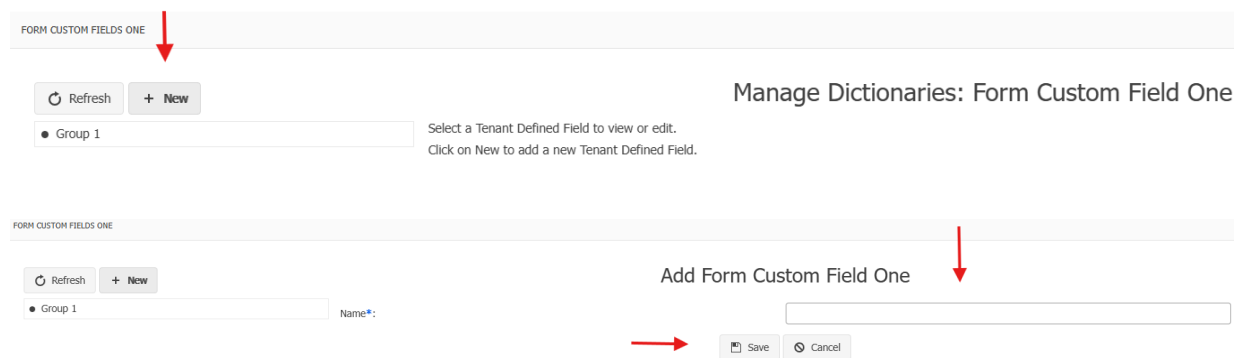 FORM CUSTOM FIELDS ONE
Refresh + New
Manage Dictionaries: Form Custom Field One
Group 1
Select a Tenant Defined Field to view or edit.
Click on New to add a new Tenant Defined Field.
FORM CUSTOM FIELDS ONE
Refresh + New
Add Form Custom Field One
Group 1
Name*:
Save Cancel